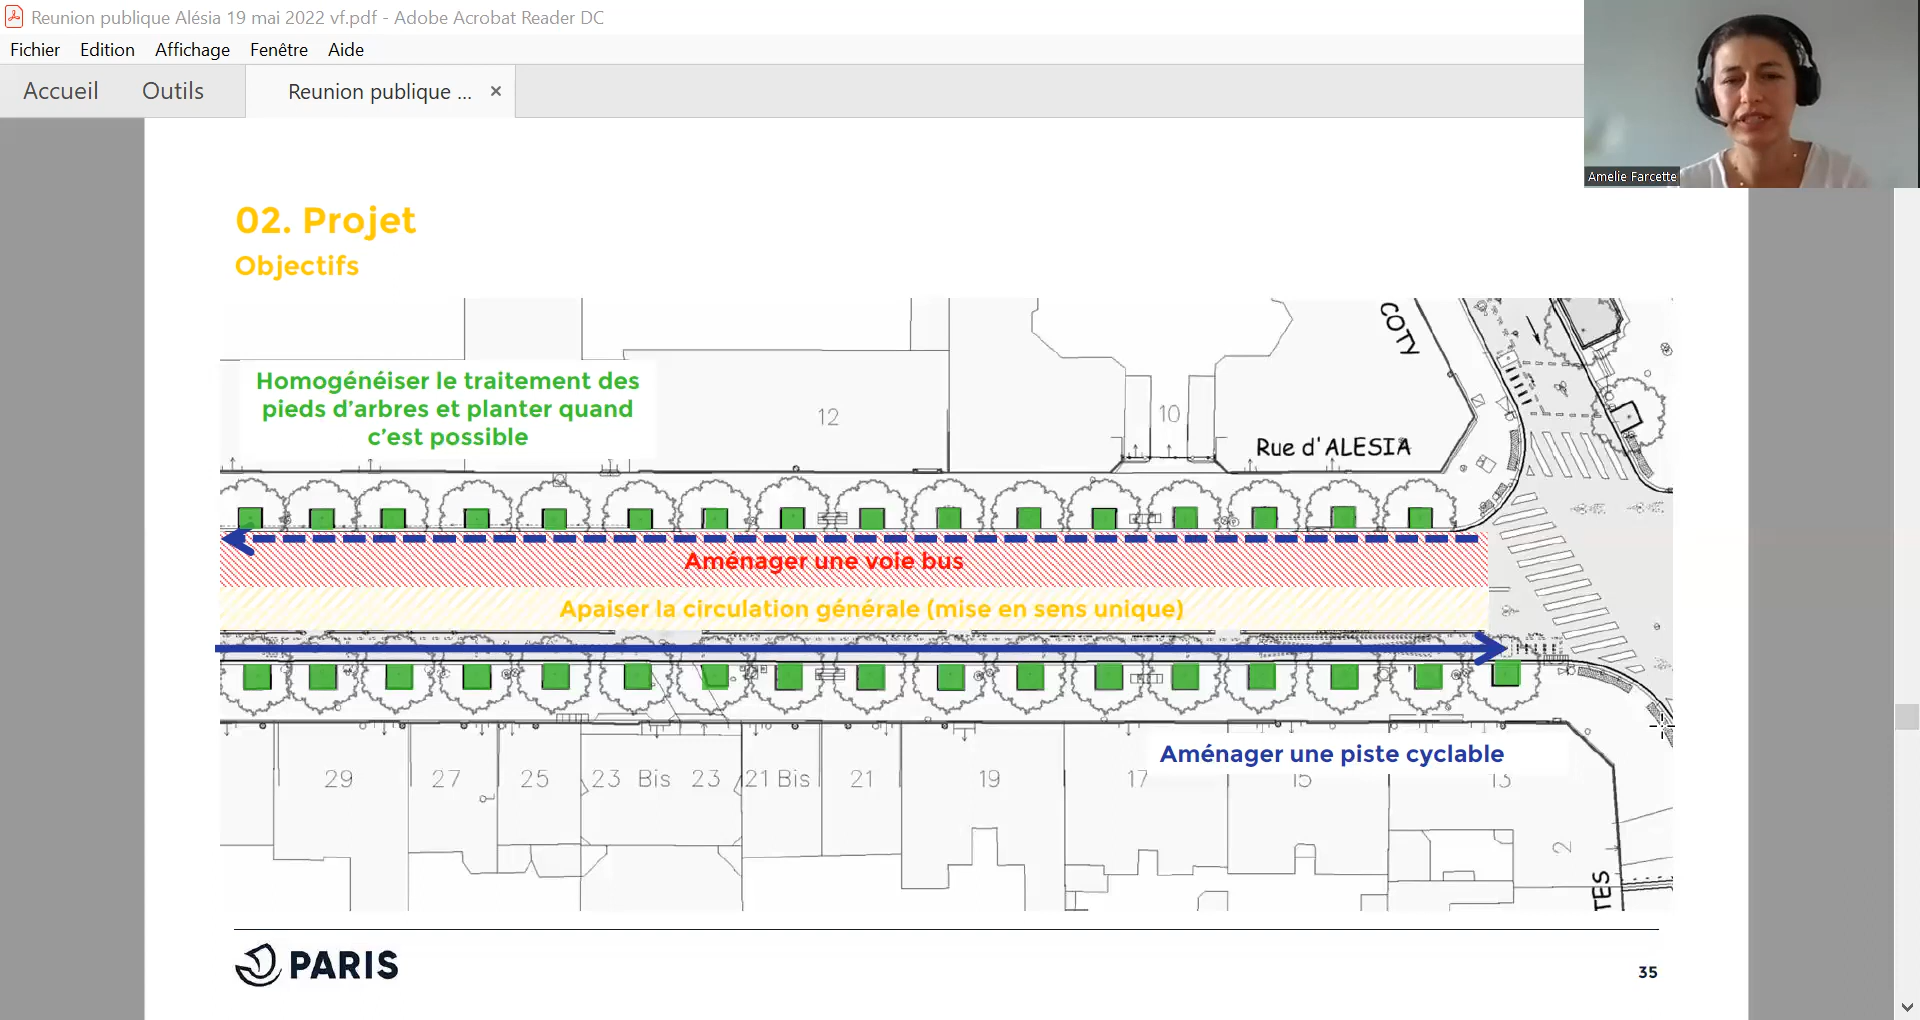 Reunion publique Alésia 19 mai 2022 vf.pdf - Adobe Acrobat Reader DC
Fichier Edition Affichage Fenêtre Aide
Accueil Outils Reunion publique ... ×
Amelie Farcette
02. Projet
Objectifs
COTY
Homogénéiser le traitement des
pieds d'arbres et planter quand
c'est possible
12
10
Rue d'ALESIA
Aménager une voie bus
Apaiser la circulation générale (mise en sens unique)
Aménager une piste cyclable
29 27 25 23 Bis 23 21 Bis 21 19 17 15 13
2
TES
PARIS
35